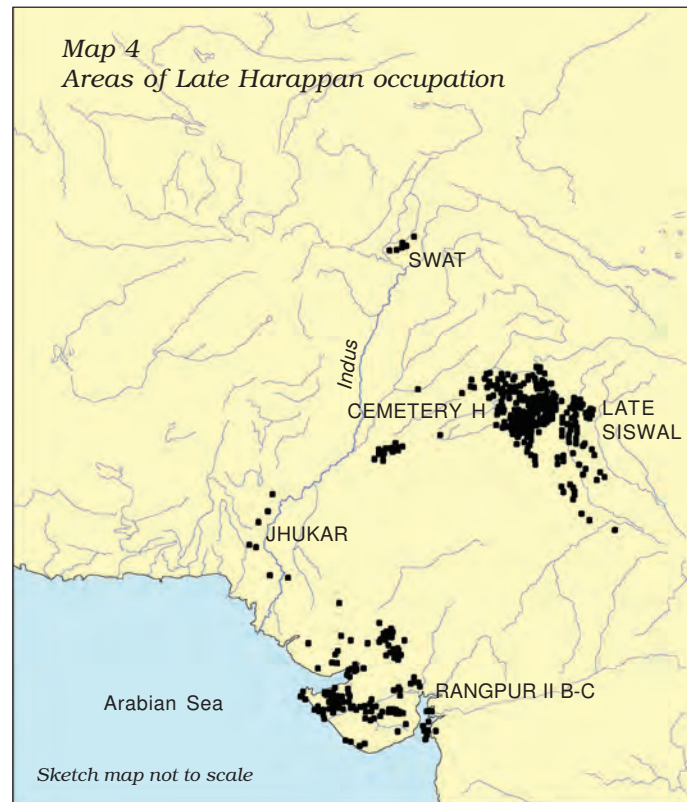 Map 4
Areas of Late Harappan occupation
SWAT
Indus
CEMETERY H
LATE
SISWAL
JHUKAR
RANGPUR II B-C
Arabian Sea
Sketch map not to scale